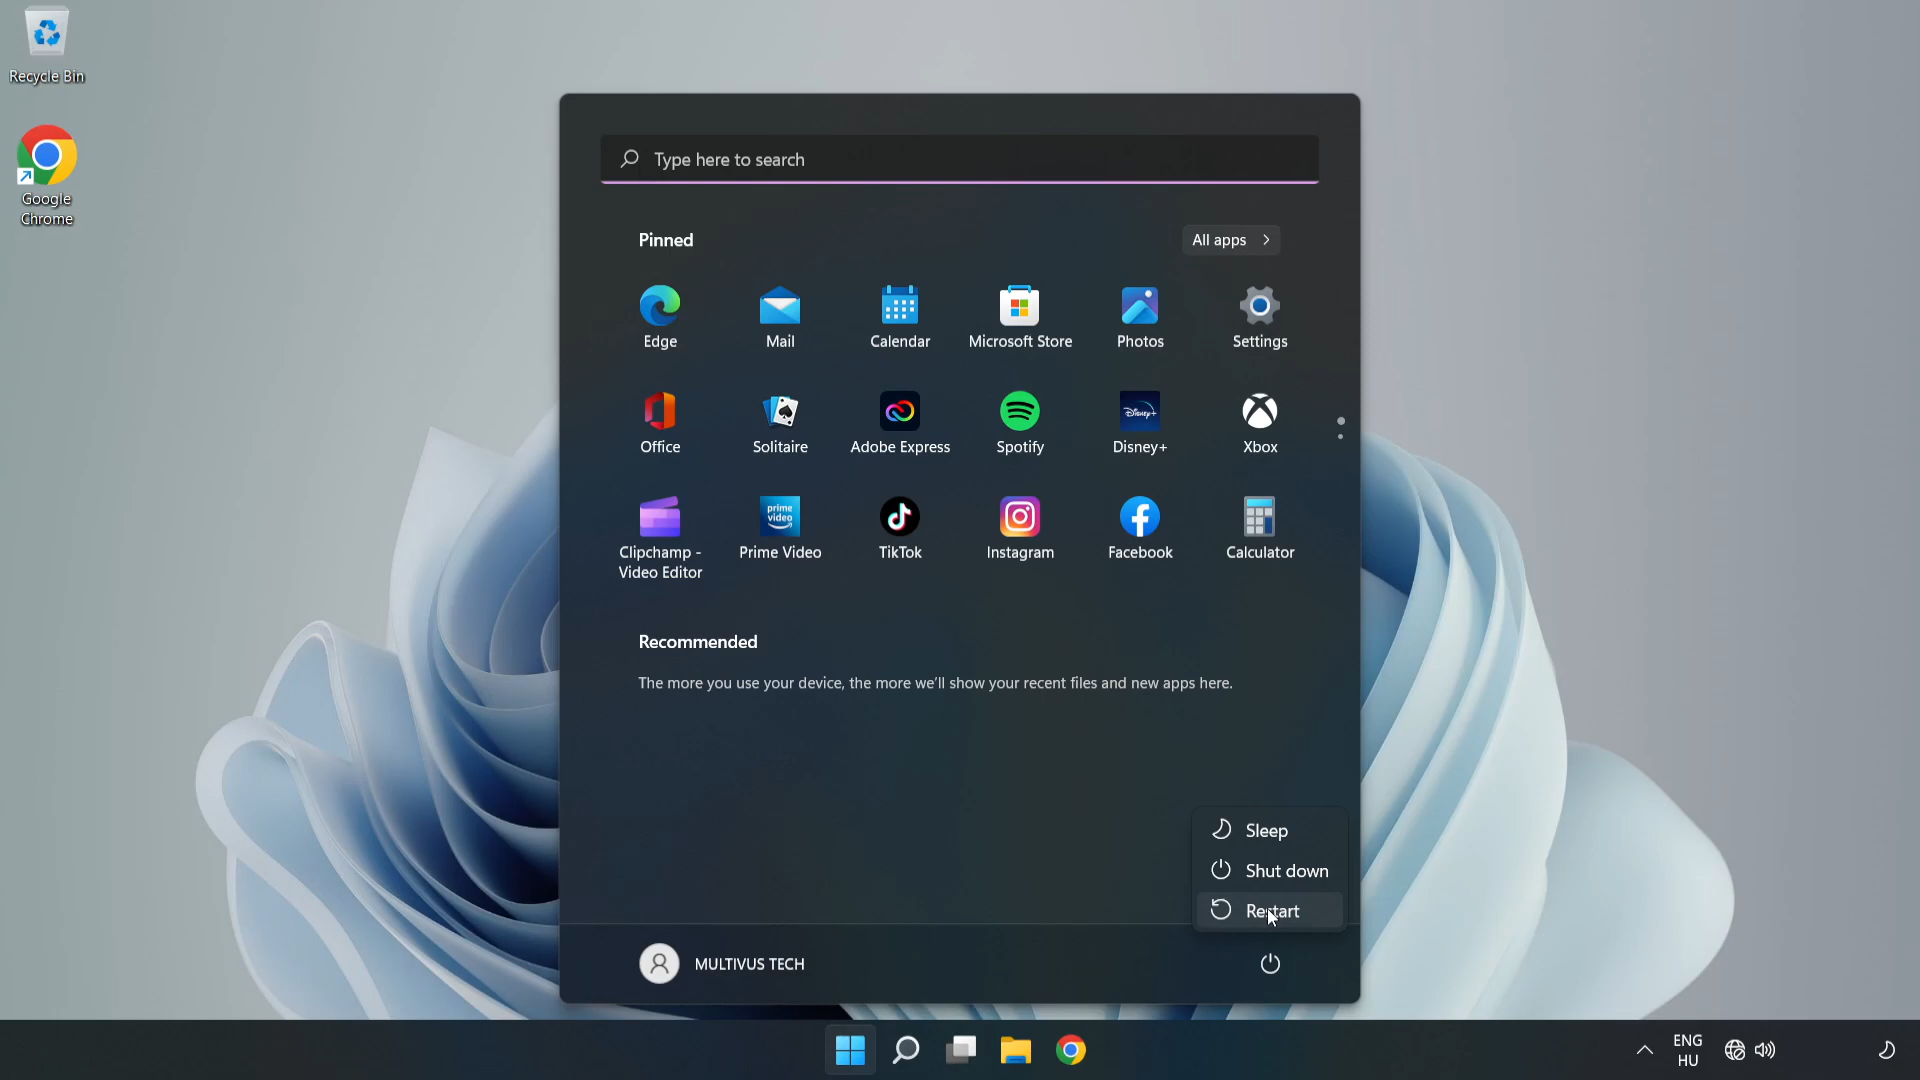 Recycle Bin
Google
Chrome
Type here to search
Pinned
All apps
Edge
Mail
Calendar
Microsoft Store
Photos
Settings
Office
Solitaire
Adobe Express
Spotify
Disney+
Disney+
Xbox
prime
video
Clipchamp -
Video Editor
Prime Video
TikTok
Instagram
Facebook
Calculator
Recommended
The more you use your device, the more we'll show your recent files and new apps here.
Sleep
Shut down
Restart
MULTIVUS TECH
ENG
HU